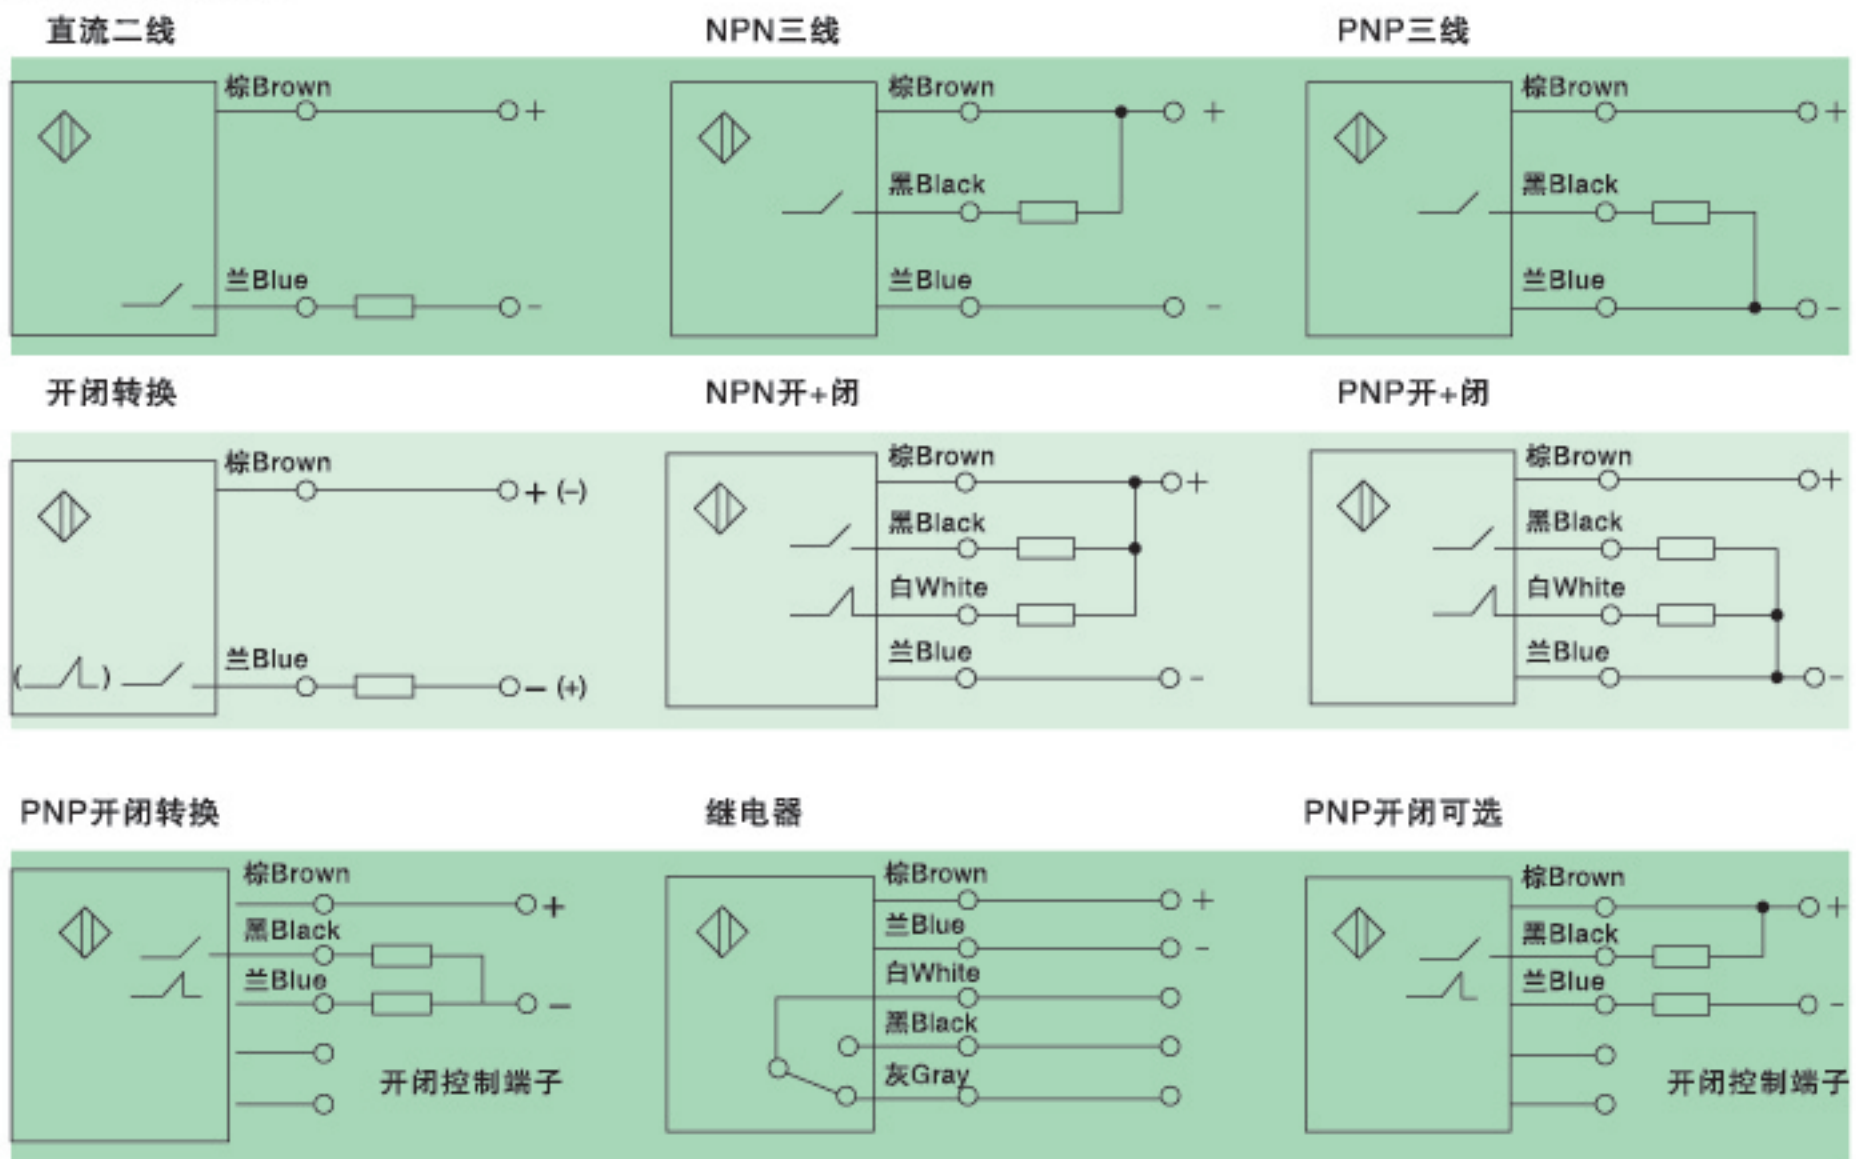 直流二线
棕Brown
+
兰Blue
-
NPN三线
棕Brown
+
黑Black
兰Blue
-
PNP三线
棕Brown
+
黑Black
兰Blue
-
开闭转换
棕Brown
+ (-)
( ) 兰Blue
- (+)
NPN开+闭
棕Brown
+
黑Black
白White
兰Blue
-
PNP开+闭
棕Brown
+
黑Black
白White
兰Blue
-
PNP开闭转换
棕Brown
+
黑Black
兰Blue
-
开闭控制端子
继电器
棕Brown
+
兰Blue
-
白White
黑Black
灰Gray
PNP开闭可选
棕Brown
+
黑Black
兰Blue
-
开闭控制端子